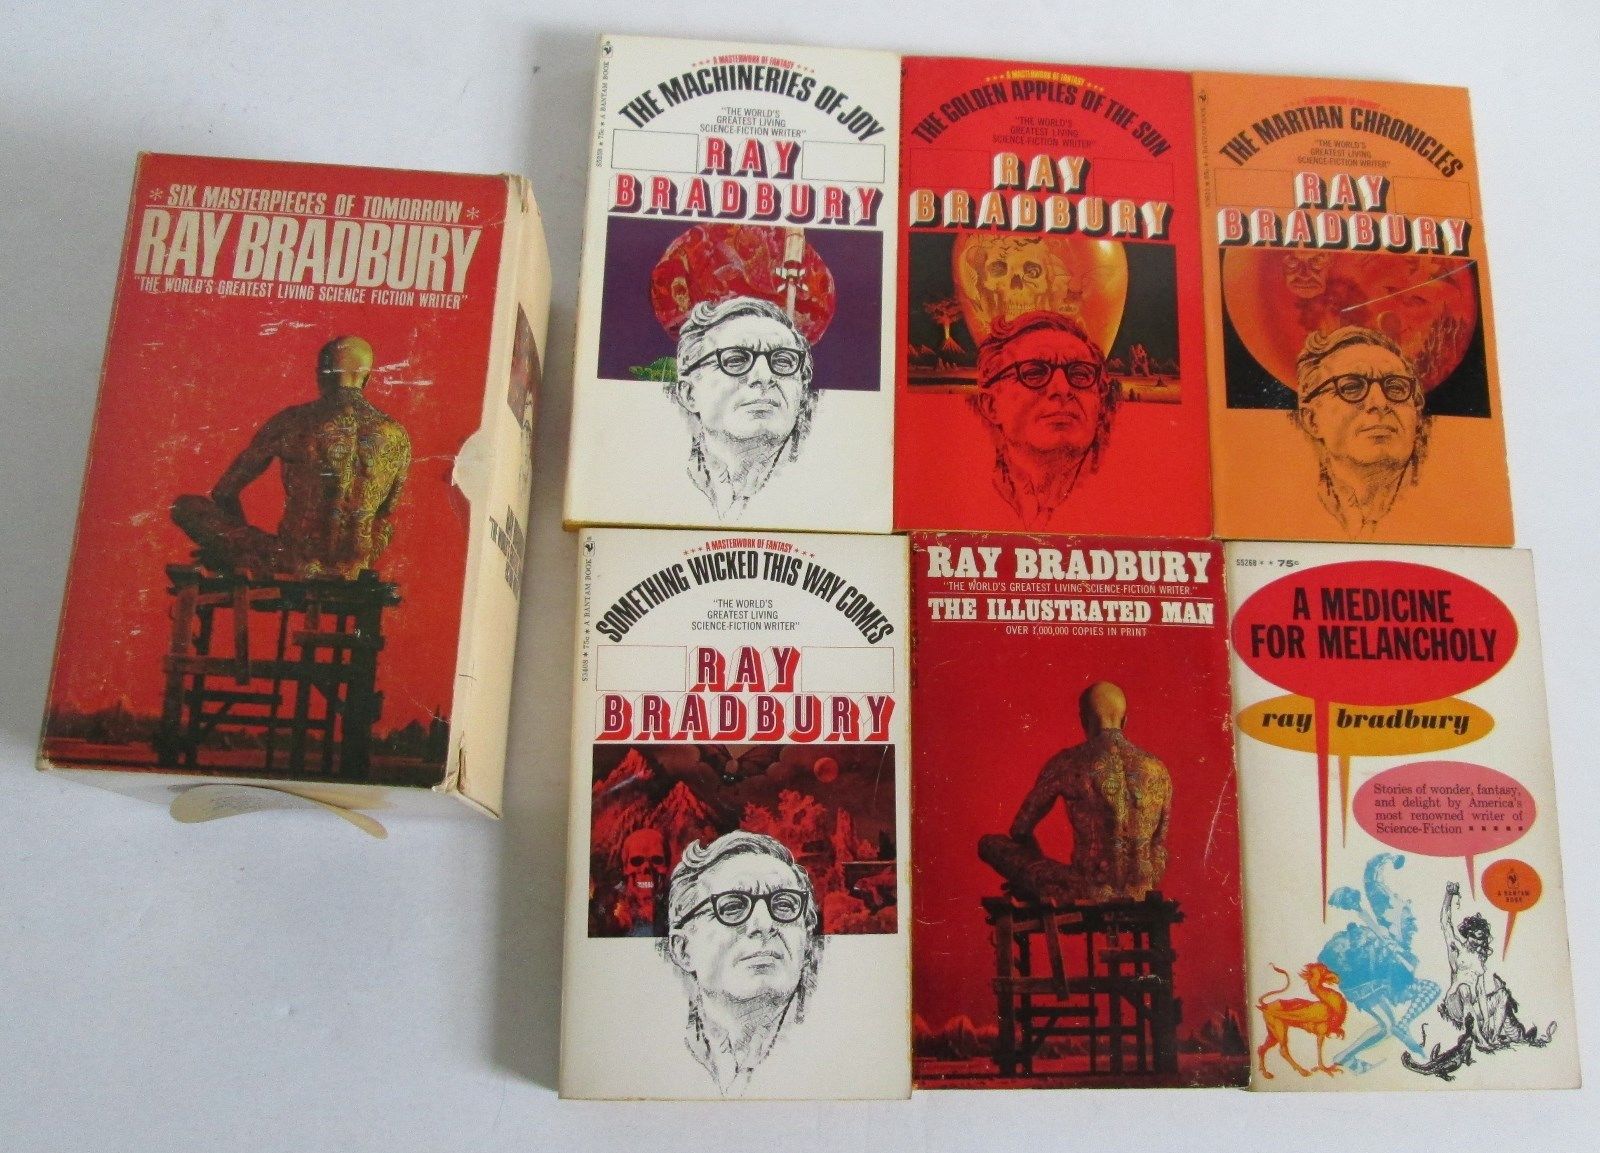 * SIX MASTERPIECES OF TOMORROW *
RAY BRADBURY
"THE WORLD'S GREATEST LIVING SCIENCE FICTION WRITER"
*** A MASTERWORK OF FANTASY ***
THE MACHINERIES OF JOY
"THE WORLD'S
GREATEST LIVING
SCIENCE-FICTION WRITER"
RAY
BRADBURY
75¢ * A BANTAM BOOK
*** A MASTERWORK OF FANTASY ***
THE GOLDEN APPLES OF THE SUN
"THE WORLD'S
GREATEST LIVING
SCIENCE-FICTION WRITER"
RAY
BRADBURY
*** A MASTERWORK OF FANTASY ***
THE MARTIAN CHRONICLES
"THE WORLD'S
GREATEST LIVING
SCIENCE-FICTION WRITER"
RAY
BRADBURY
*** A MASTERWORK OF FANTASY ***
SOMETHING WICKED THIS WAY COMES
"THE WORLD'S
GREATEST LIVING
SCIENCE-FICTION WRITER"
RAY
BRADBURY
75¢ * A BANTAM BOOK
RAY BRADBURY
"THE WORLD'S GREATEST LIVING SCIENCE-FICTION WRITER."
THE ILLUSTRATED MAN
OVER 1,000,000 COPIES IN PRINT
S5268 * * 75¢
A MEDICINE
FOR MELANCHOLY
ray bradbury
Stories of wonder, fantasy,
and delight by America's
most renowned writer of
Science-Fiction
A BANTAM
BOOK